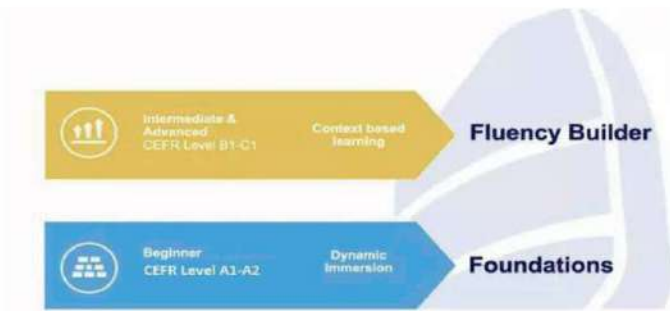 Intermediate &
Advanced
CEFR Level B1-C1
Context based
learning
Fluency Builder
Beginner
CEFR Level A1-A2
Dynamic
Immersion
Foundations